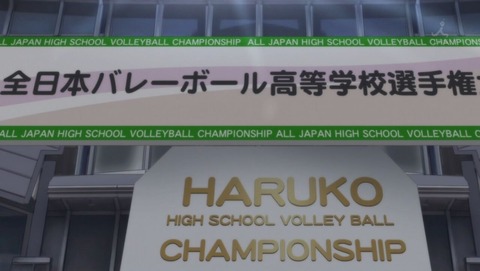 ALL JAPAN HIGH SCHOOL VOLLEYBALL CHAMPIONSHIP ALL JAPAN HIGH SCHOOL VOLLEYBALL CHAMPIONSHIP
全日本バレーボール高等学校選手権
ALL JAPAN HIGH SCHOOL VOLLEYBALL CHAMPIONSHIP ALL JAPAN HIGH SCHOOL VOLLEYBALL CHAMPIONSHIP
HARUKO
HIGH SCHOOL VOLLEY BALL
CHAMPIONSHIP